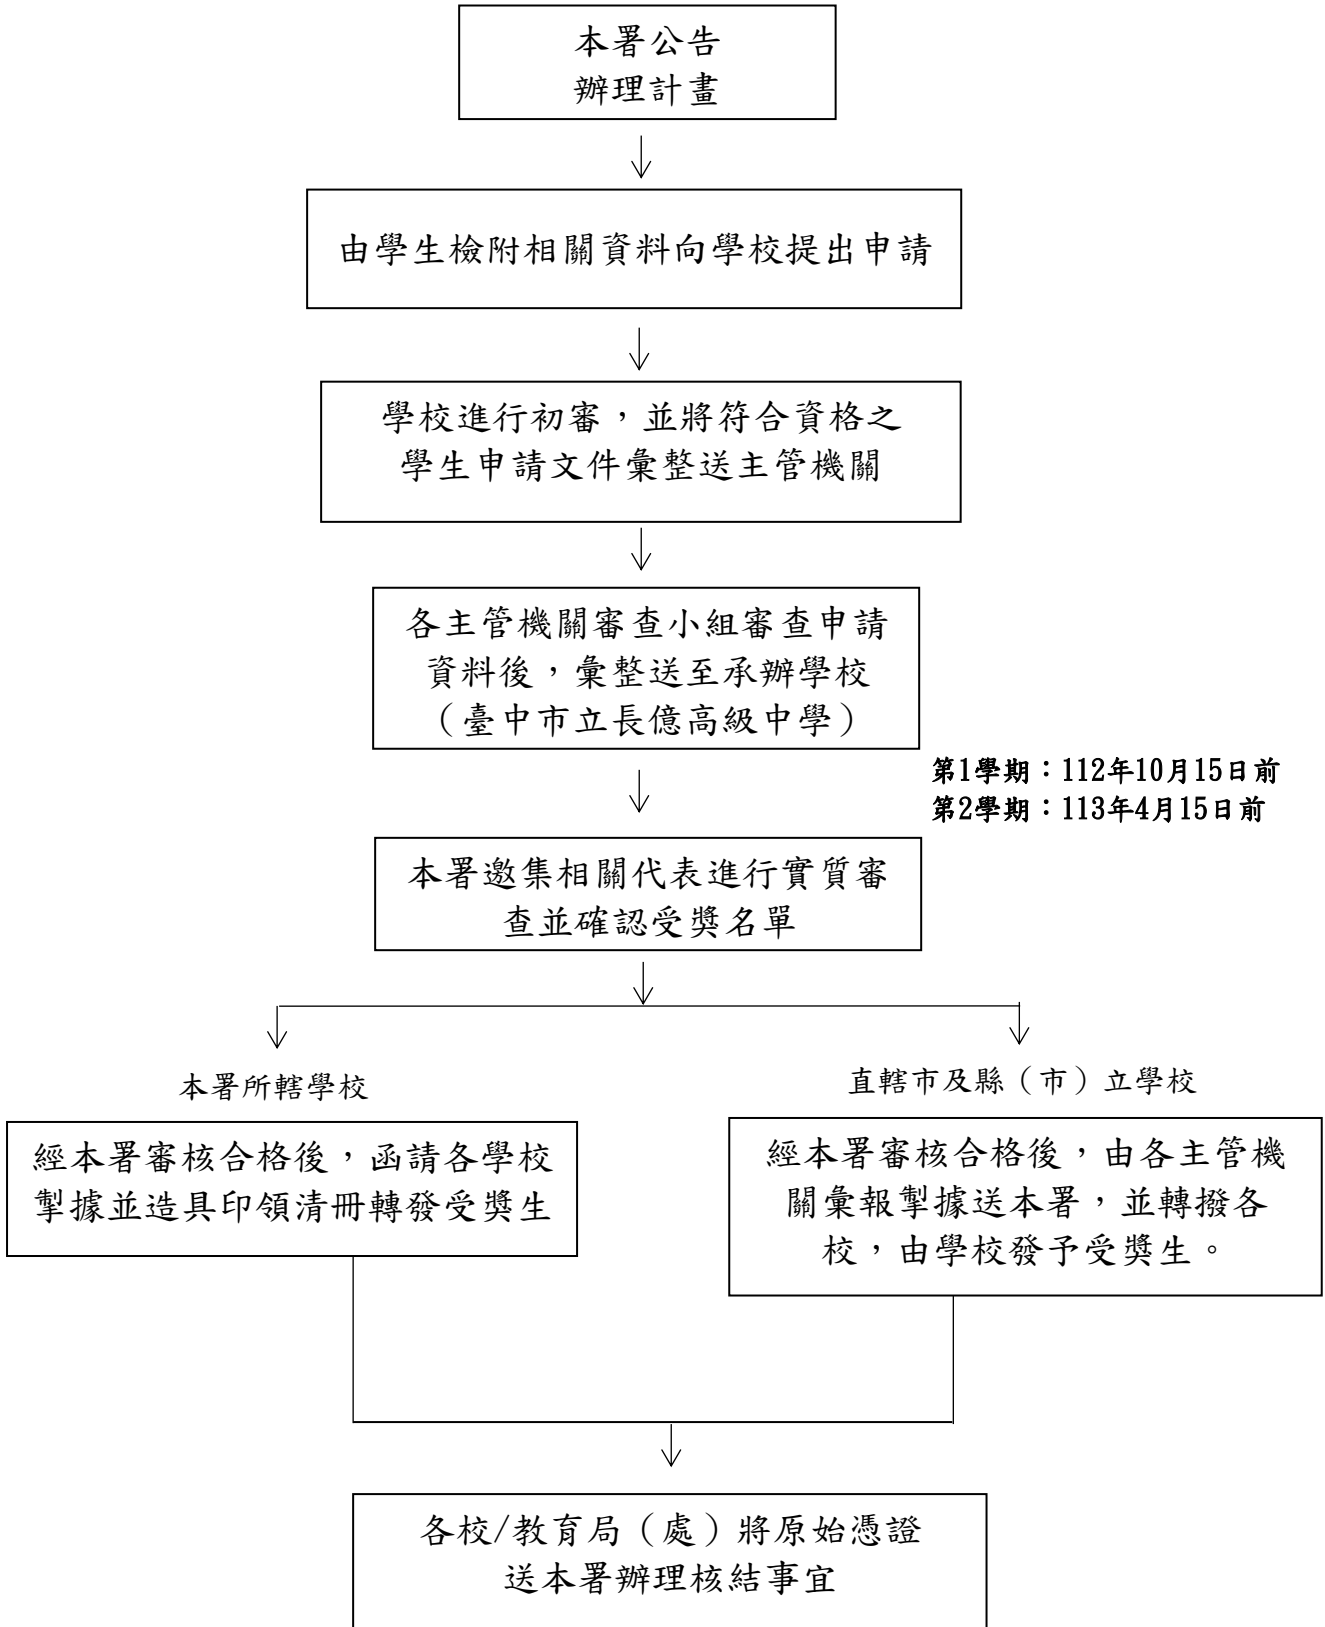 本署公告
辦理計畫
由學生檢附相關資料向學校提出申請
學校進行初審，並將符合資格之
學生申請文件彙整送主管機關
各主管機關審查小組審查申請
資料後，彙整送至承辦學校
（臺中市立長億高級中學）
第1學期：112年10月15日前
第2學期：113年4月15日前
本署邀集相關代表進行實質審
查並確認受獎名單
本署所轄學校
經本署審核合格後，函請各學校
掣據並造具印領清冊轉發受獎生
直轄市及縣（市）立學校
經本署審核合格後，由各主管機
關彙報掣據送本署，並轉撥各
校，由學校發予受獎生。
各校/教育局（處）將原始憑證
送本署辦理核結事宜